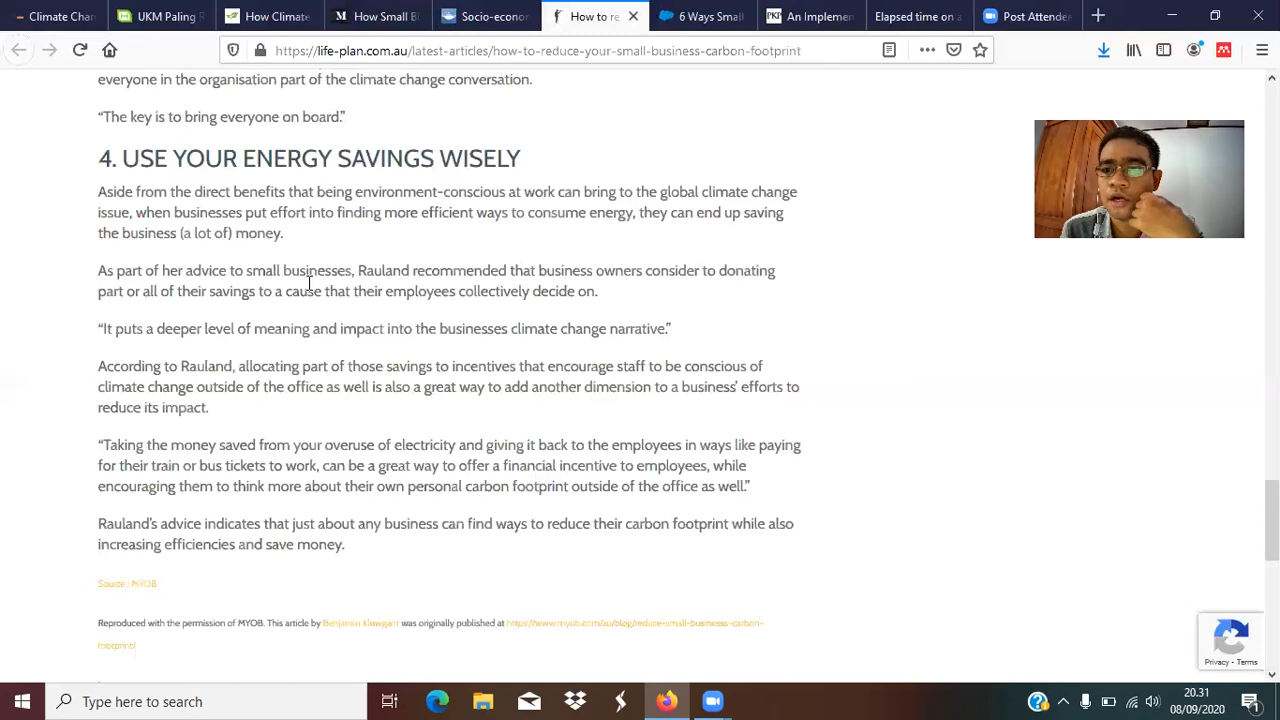 Climate Chan
UKM Paling R
How Climate
How Small Bu
Socio-econo
How to re
6 Ways Small
PKP
An Implemen
Elapsed time on a
Post Attende
https://life-plan.com.au/latest-articles/how-to-reduce-your-small-business-carbon-footprint
everyone in the organisation part of the climate change conversation.
“The key is to bring everyone on board.”
4. USE YOUR ENERGY SAVINGS WISELY
Aside from the direct benefits that being environment-conscious at work can bring to the global climate change
issue, when businesses put effort into finding more efficient ways to consume energy, they can end up saving
the business (a lot of) money.
As part of her advice to small businesses, Rauland recommended that business owners consider to donating
part or all of their savings to a cause that their employees collectively decide on.
“It puts a deeper level of meaning and impact into the businesses climate change narrative.”
According to Rauland, allocating part of those savings to incentives that encourage staff to be conscious of
climate change outside of the office as well is also a great way to add another dimension to a business’ efforts to
reduce its impact.
“Taking the money saved from your overuse of electricity and giving it back to the employees in ways like paying
for their train or bus tickets to work, can be a great way to offer a financial incentive to employees, while
encouraging them to think more about their own personal carbon footprint outside of the office as well.”
Rauland’s advice indicates that just about any business can find ways to reduce their carbon footprint while also
increasing efficiencies and save money.
Source : MYOB
Reproduced with the permission of MYOB. This article by Benjamin Kluwgant was originally published at https://www.myob.com/au/blog/reduce-small-business-carbon-
footprint/
Privacy - Terms
Type here to search
20.31
08/09/2020